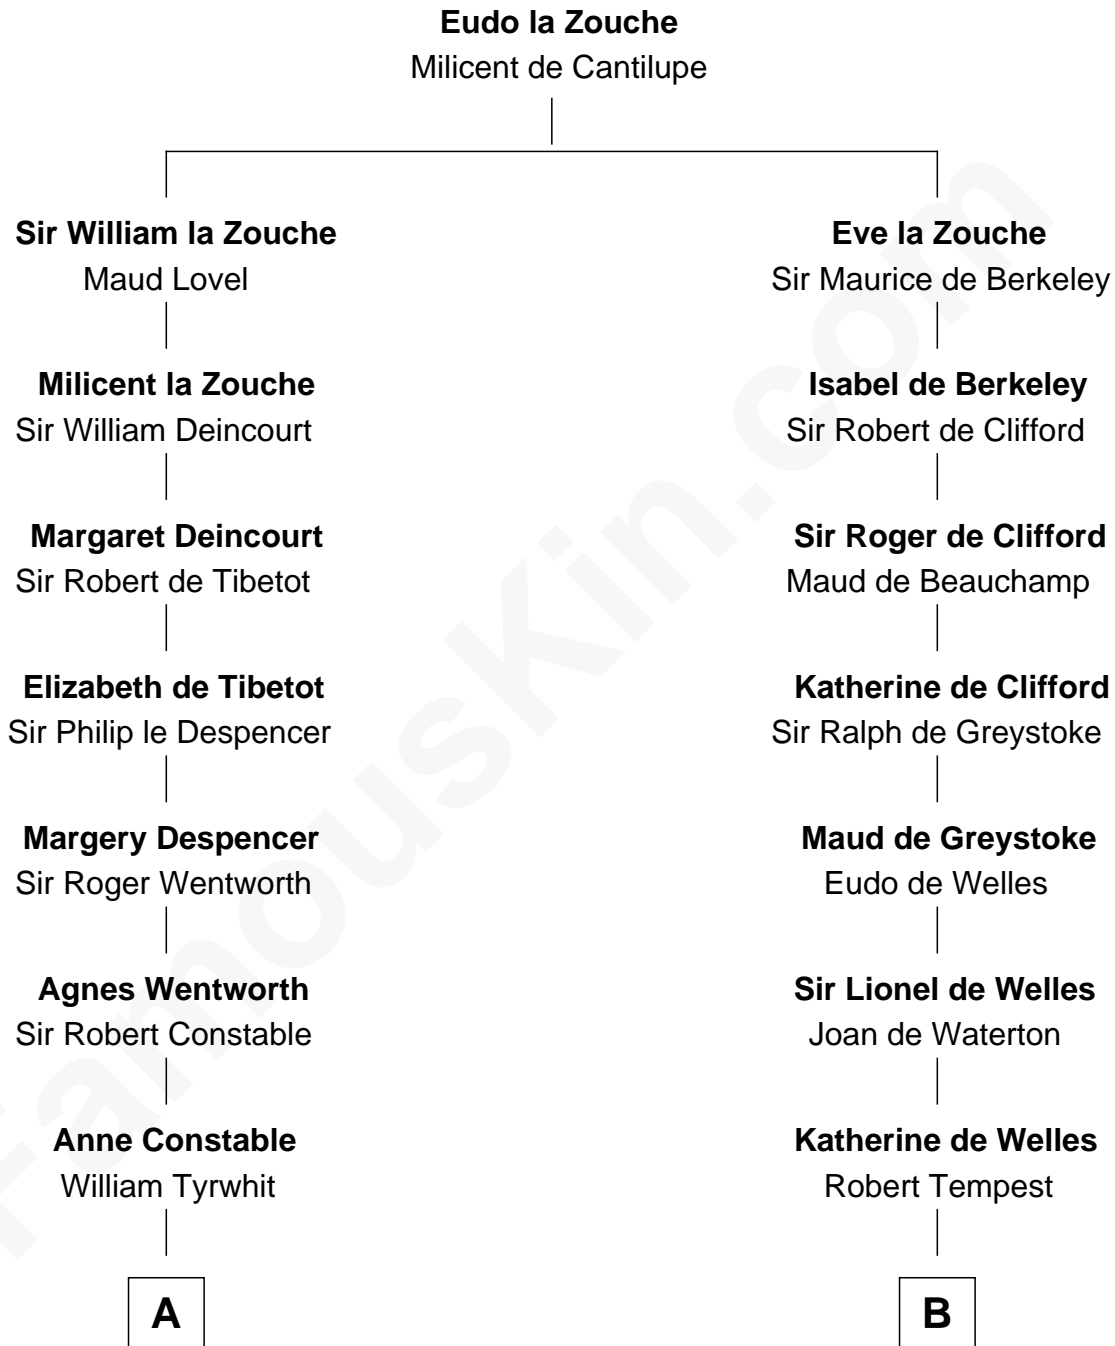 Eudo la Zouche
Milicent de Cantilupe
Sir William la Zouche
Maud Lovel
Milicent la Zouche
Sir William Deincourt
Margaret Deincourt
Sir Robert de Tibetot
Elizabeth de Tibetot
Sir Philip le Despencer
Margery Despencer
Sir Roger Wentworth
Agnes Wentworth
Sir Robert Constable
Anne Constable
William Tyrwhit
A
Eve la Zouche
Sir Maurice de Berkeley
Isabel de Berkeley
Sir Robert de Clifford
Sir Roger de Clifford
Maud de Beauchamp
Katherine de Clifford
Sir Ralph de Greystoke
Maud de Greystoke
Eudo de Welles
Sir Lionel de Welles
Joan de Waterton
Katherine de Welles
Robert Tempest
B
FamousKin.com